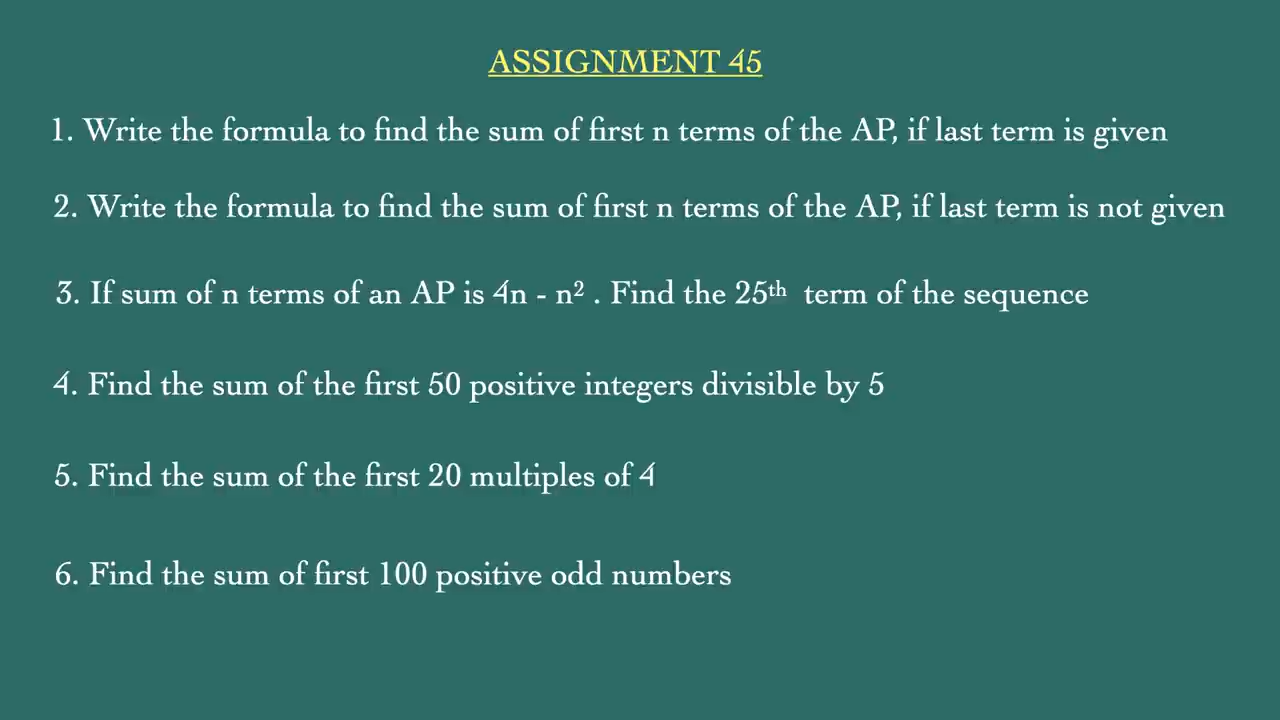 ASSIGNMENT 45
1. Write the formula to find the sum of first n terms of the AP, if last term is given
2. Write the formula to find the sum of first n terms of the AP, if last term is not given
3. If sum of n terms of an AP is 4n - n² . Find the 25ᵗʰ term of the sequence
4. Find the sum of the first 50 positive integers divisible by 5
5. Find the sum of the first 20 multiples of 4
6. Find the sum of first 100 positive odd numbers